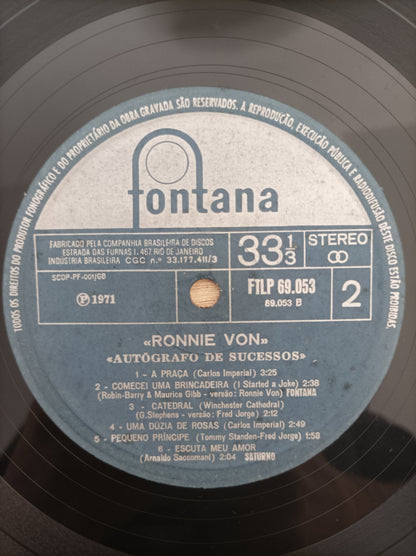 TODOS OS DIREITOS DO PRODUTOR FONOGRÁFICO E DO PROPRIETÁRIO DA OBRA GRAVADA SÃO RESERVADOS. A REPRODUÇÃO, EXECUÇÃO PÚBLICA E RADIODIFUSÃO DÊSTE DISCO ESTÃO PROIBIDAS.
fontana
FABRICADO PELA COMPANHIA BRASILEIRA DE DISCOS
ESTRADA DAS FURNAS 1.467, RIO DE JANEIRO
INDÚSTRIA BRASILEIRA CGC n.º 33.177.411/3
33 1/3
STEREO
SCDP-PF-001/GB
Ⓟ 1971
FTLP 69.053
69.053 B
2
«RONNIE VON»
«AUTÓGRAFO DE SUCESSOS»
1 - A PRAÇA (Carlos Imperial) 3:25
2 - COMECEI UMA BRINCADEIRA (I Started a Joke) 2:38
(Robin-Barry & Maurice Gibb - versão: Ronnie Von) FONTANA
3 - CATEDRAL (Winchester Cathedral)
(G.Stephens - versão: Fred Jorge) 2:12
4 - UMA DÚZIA DE ROSAS (Carlos Imperial) 2:49
5 - PEQUENO PRÍNCIPE (Tommy Standen-Fred Jorge) 1:58
6 - ESCUTA MEU AMOR
(Arnaldo Saccomani) 2:04 SATURNO